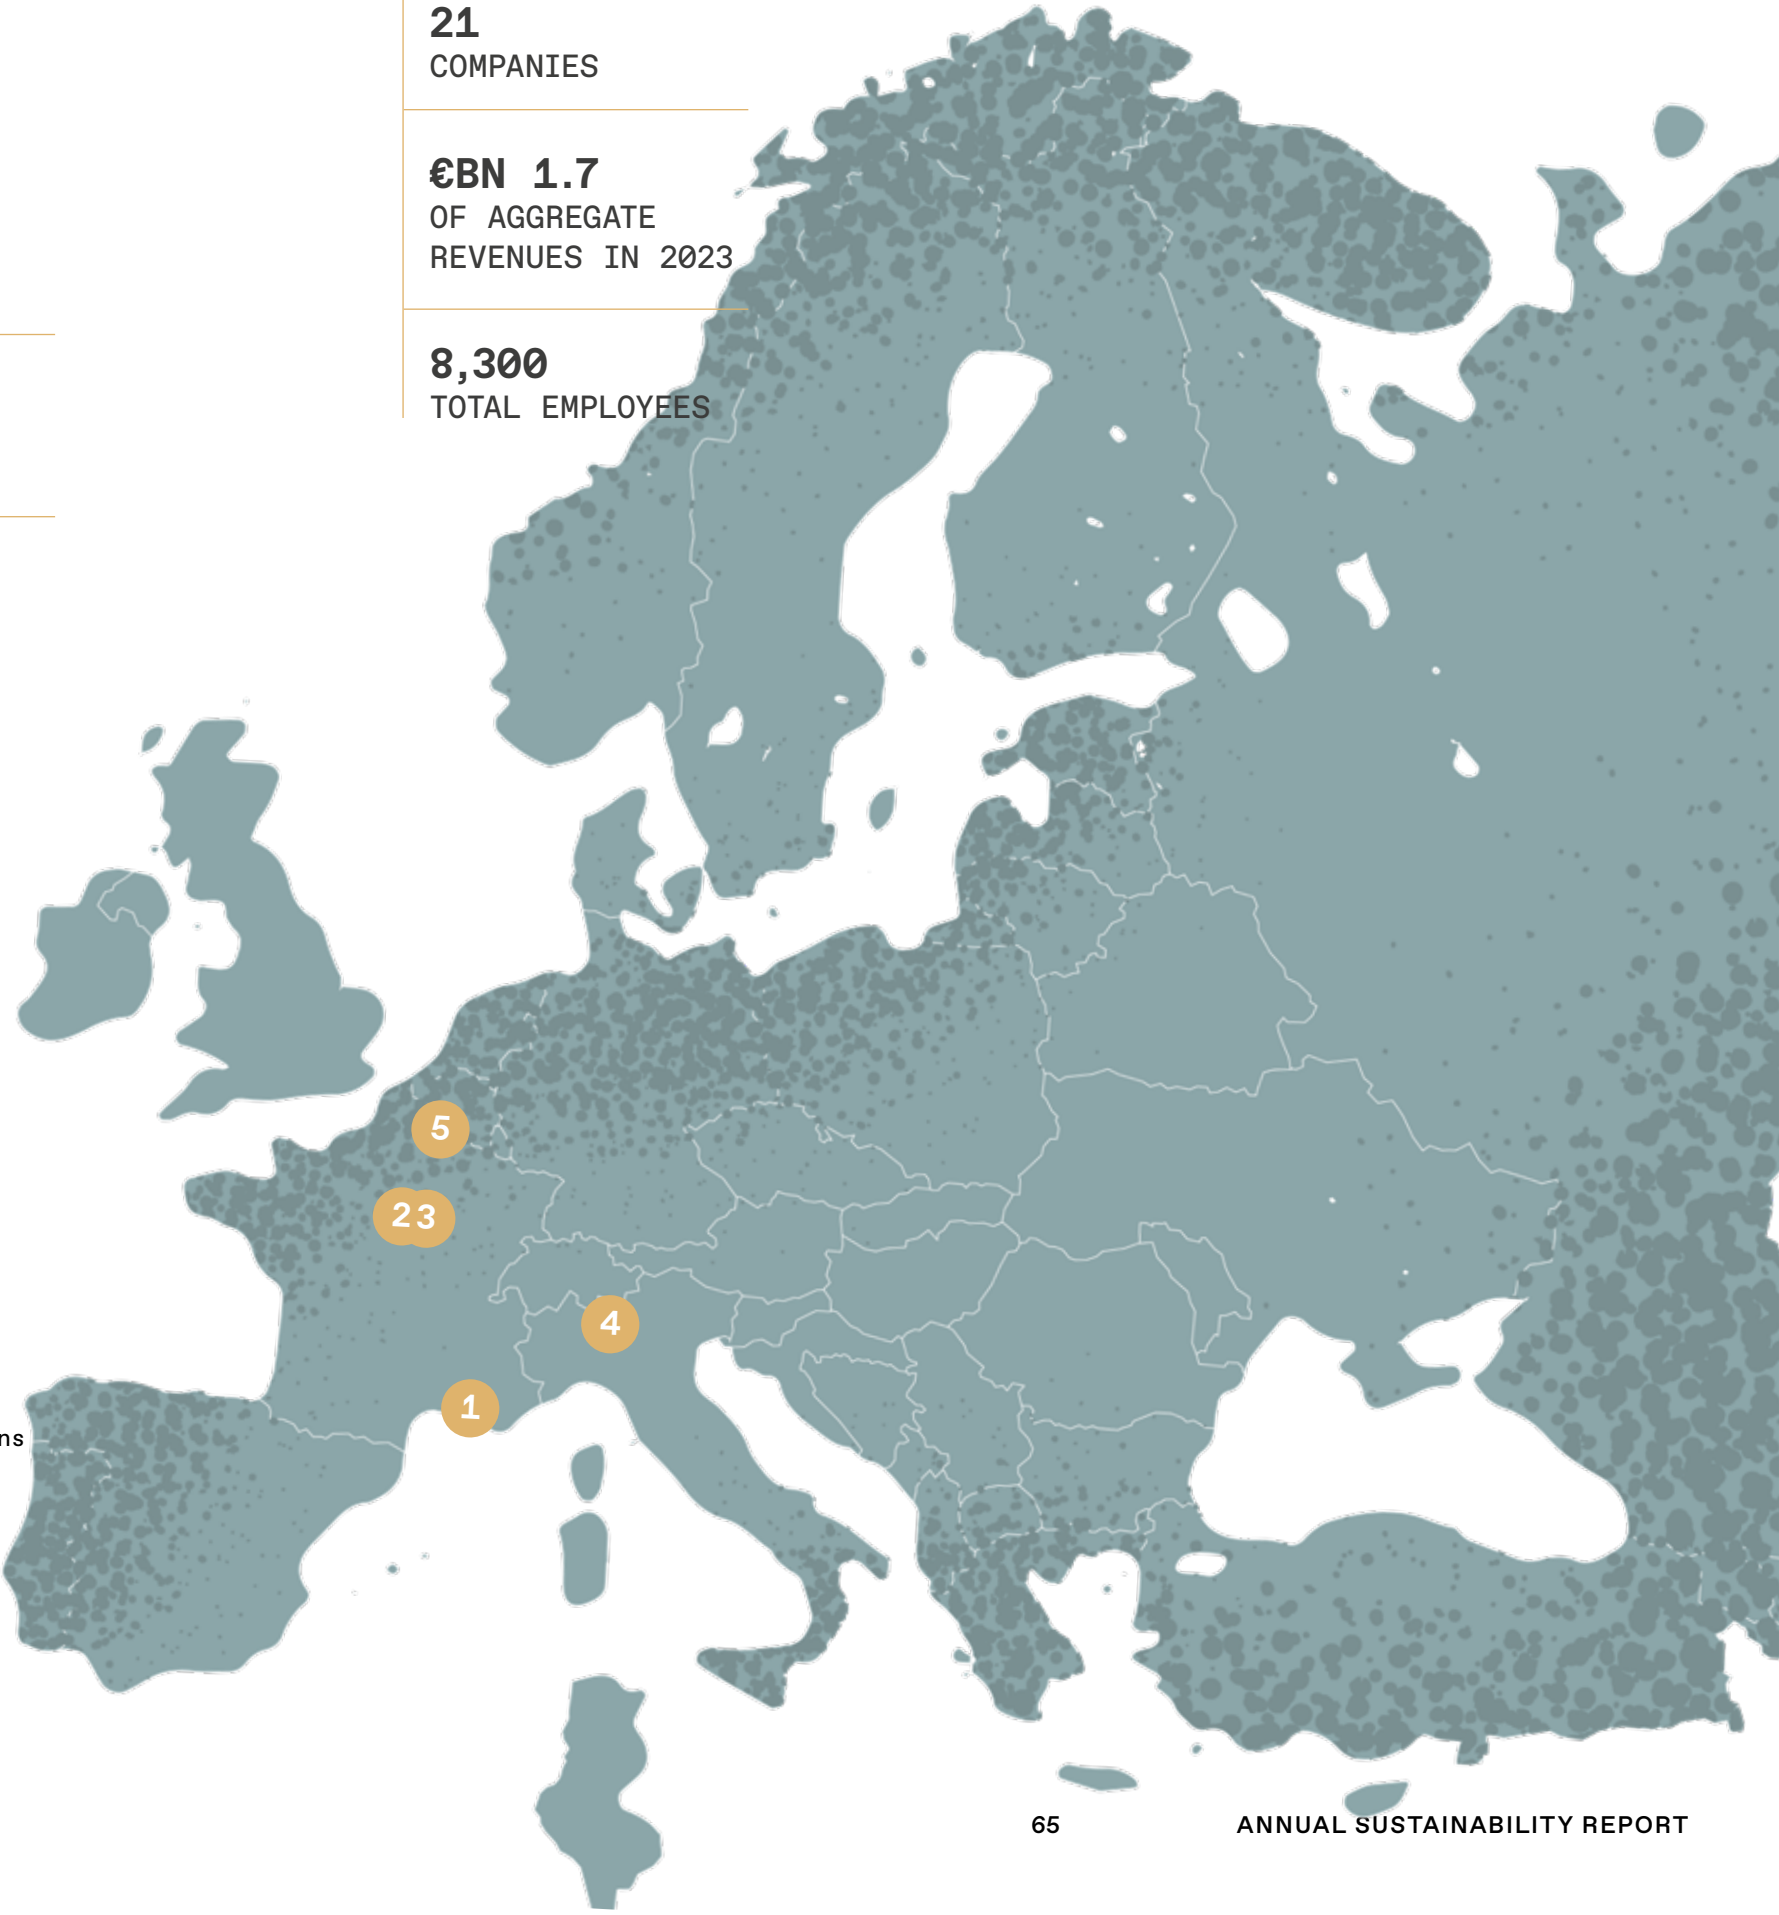 21
COMPANIES
€BN 1.7
OF AGGREGATE
REVENUES IN 2023
8,300
TOTAL EMPLOYEES
5
2 3
4
1
ns
65 ANNUAL SUSTAINABILITY REPORT